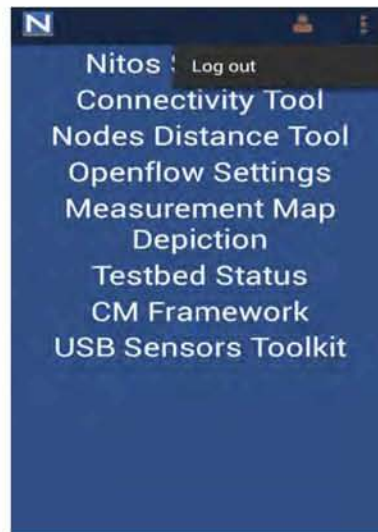 N
Nitos
Log out
Connectivity Tool
Nodes Distance Tool
Openflow Settings
Measurement Map
Depiction
Testbed Status
CM Framework
USB Sensors Toolkit